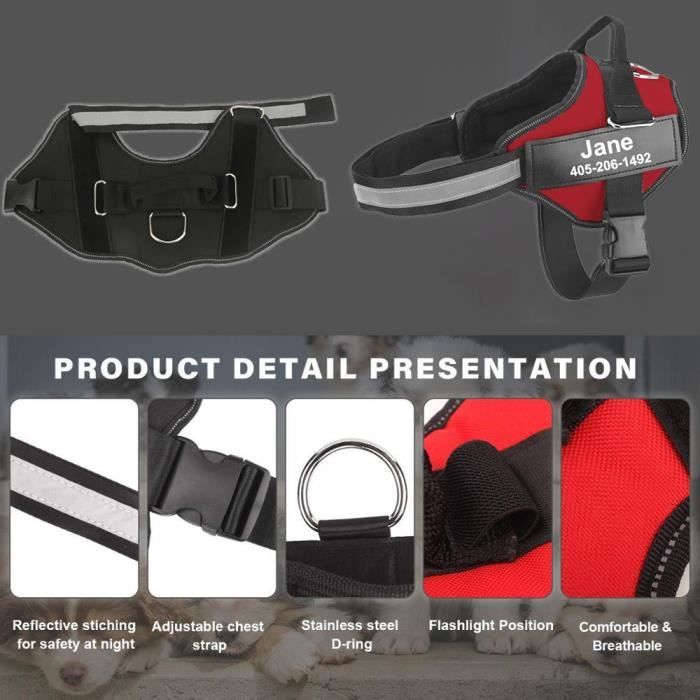 Jane
405-206-1492
PRODUCT DETAIL PRESENTATION
Reflective stiching
for safety at night
Adjustable chest
strap
Stainless steel
D-ring
Flashlight Position
Comfortable &
Breathable